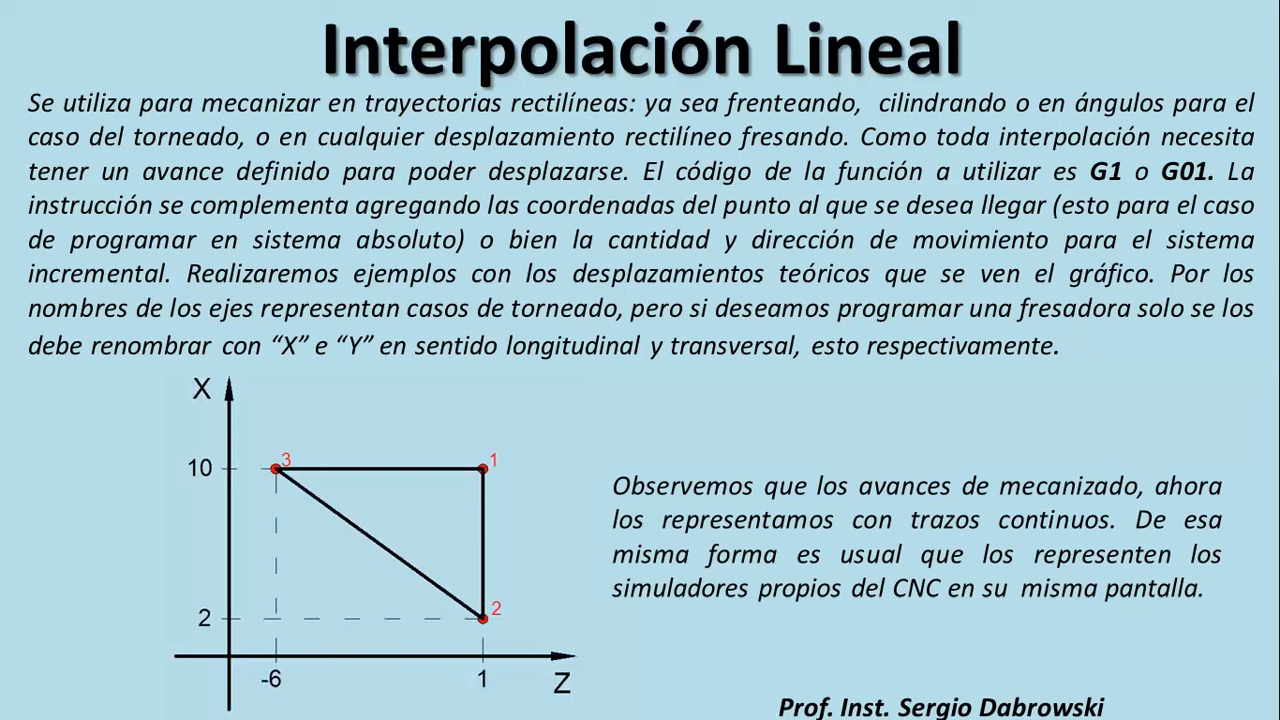 Interpolación Lineal
Se utiliza para mecanizar en trayectorias rectilíneas: ya sea frenteando, cilindrando o en ángulos para el
caso del torneado, o en cualquier desplazamiento rectilíneo fresando. Como toda interpolación necesita
tener un avance definido para poder desplazarse. El código de la función a utilizar es G1 o G01. La
instrucción se complementa agregando las coordenadas del punto al que se desea llegar (esto para el caso
de programar en sistema absoluto) o bien la cantidad y dirección de movimiento para el sistema
incremental. Realizaremos ejemplos con los desplazamientos teóricos que se ven el gráfico. Por los
nombres de los ejes representan casos de torneado, pero si deseamos programar una fresadora solo se los
debe renombrar con “X” e “Y” en sentido longitudinal y transversal, esto respectivamente.
X
3
1
10
2
2
-6
1
Z
Observemos que los avances de mecanizado, ahora
los representamos con trazos continuos. De esa
misma forma es usual que los representen los
simuladores propios del CNC en su misma pantalla.
Prof. Inst. Sergio Dabrowski